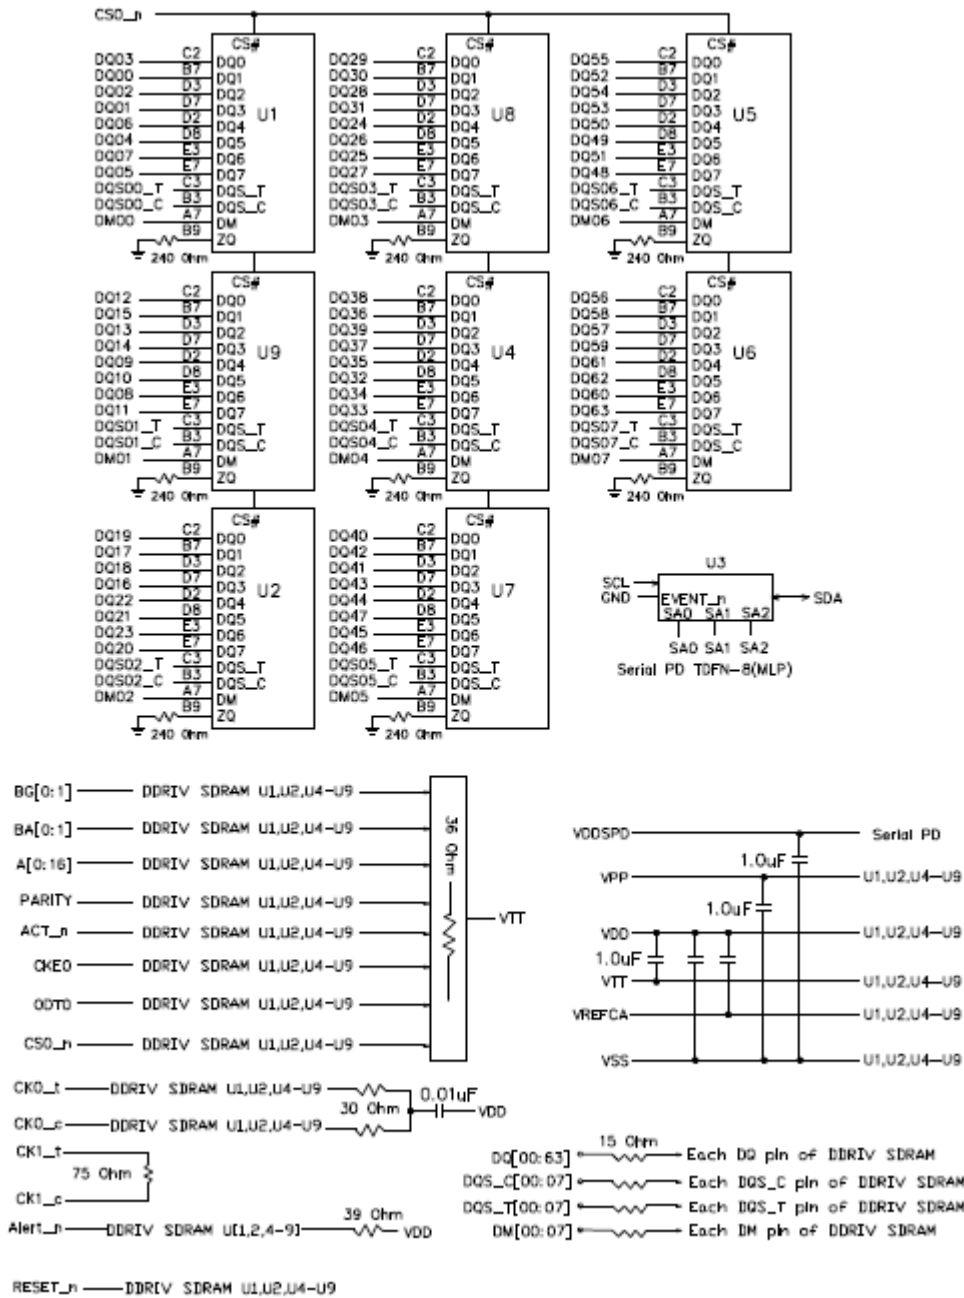 CS0_n
CS#
DQ03 C2 DQ0
DQ00 B7 DQ1
DQ02 D3 DQ2
DQ01 D7 DQ3
DQ06 D2 DQ4
DQ04 D8 DQ5
DQ07 E3 DQ6
DQ05 E7 DQ7
DQS00_T C3 DQS_T
DQS00_C B3 DQS_C
DM00 A7 DM
B9 ZQ
240 Ohm
U1
CS#
DQ29 C2 DQ0
DQ30 B7 DQ1
DQ28 D3 DQ2
DQ31 D7 DQ3
DQ24 D2 DQ4
DQ26 D8 DQ5
DQ25 E3 DQ6
DQ27 E7 DQ7
DQS03_T C3 DQS_T
DQS03_C B3 DQS_C
DM03 A7 DM
B9 ZQ
240 Ohm
U8
CS#
DQ55 C2 DQ0
DQ52 B7 DQ1
DQ54 D3 DQ2
DQ53 D7 DQ3
DQ50 D2 DQ4
DQ49 D8 DQ5
DQ51 E3 DQ6
DQ48 E7 DQ7
DQS06_T C3 DQS_T
DQS06_C B3 DQS_C
DM06 A7 DM
B9 ZQ
240 Ohm
U5
CS#
DQ12 C2 DQ0
DQ15 B7 DQ1
DQ13 D3 DQ2
DQ14 D7 DQ3
DQ09 D2 DQ4
DQ10 D8 DQ5
DQ08 E3 DQ6
DQ11 E7 DQ7
DQS01_T C3 DQS_T
DQS01_C B3 DQS_C
DM01 A7 DM
B9 ZQ
240 Ohm
U9
CS#
DQ38 C2 DQ0
DQ36 B7 DQ1
DQ39 D3 DQ2
DQ37 D7 DQ3
DQ35 D2 DQ4
DQ32 D8 DQ5
DQ34 E3 DQ6
DQ33 E7 DQ7
DQS04_T C3 DQS_T
DQS04_C B3 DQS_C
DM04 A7 DM
B9 ZQ
240 Ohm
U4
CS#
DQ56 C2 DQ0
DQ58 B7 DQ1
DQ57 D3 DQ2
DQ59 D7 DQ3
DQ61 D2 DQ4
DQ62 D8 DQ5
DQ60 E3 DQ6
DQ63 E7 DQ7
DQS07_T C3 DQS_T
DQS07_C B3 DQS_C
DM07 A7 DM
B9 ZQ
240 Ohm
U6
CS#
DQ19 C2 DQ0
DQ17 B7 DQ1
DQ18 D3 DQ2
DQ16 D7 DQ3
DQ22 D2 DQ4
DQ21 D8 DQ5
DQ23 E3 DQ6
DQ20 E7 DQ7
DQS02_T C3 DQS_T
DQS02_C B3 DQS_C
DM02 A7 DM
B9 ZQ
240 Ohm
U2
CS#
DQ40 C2 DQ0
DQ42 B7 DQ1
DQ41 D3 DQ2
DQ43 D7 DQ3
DQ44 D2 DQ4
DQ47 D8 DQ5
DQ45 E3 DQ6
DQ46 E7 DQ7
DQS05_T C3 DQS_T
DQS05_C B3 DQS_C
DM05 A7 DM
B9 ZQ
240 Ohm
U7
U3
SCL
GND EVENT_n SDA
SA0 SA1 SA2
SA0 SA1 SA2
Serial PD TDFN-8(MLP)
BG[0:1] DDRIV SDRAM U1,U2,U4-U9
BA[0:1] DDRIV SDRAM U1,U2,U4-U9
A[0:16] DDRIV SDRAM U1,U2,U4-U9
PARITY DDRIV SDRAM U1,U2,U4-U9
ACT_n DDRIV SDRAM U1,U2,U4-U9
CKE0 DDRIV SDRAM U1,U2,U4-U9
ODT0 DDRIV SDRAM U1,U2,U4-U9
CS0_n DDRIV SDRAM U1,U2,U4-U9
36 Ohm
VTT
VDDSPD Serial PD
1.0uF
VPP U1,U2,U4-U9
1.0uF
VDD U1,U2,U4-U9
1.0uF
VTT U1,U2,U4-U9
VREFCA U1,U2,U4-U9
VSS U1,U2,U4-U9
CK0_t DDRIV SDRAM U1,U2,U4-U9
30 Ohm 0.01uF VDD
CK0_c DDRIV SDRAM U1,U2,U4-U9
CK1_t
75 Ohm
CK1_c
Alert_n DDRIV SDRAM U[1,2,4-9] 39 Ohm VDD
15 Ohm
DQ[00:63] Each DQ pin of DDRIV SDRAM
DQS_C[00:07] Each DQS_C pin of DDRIV SDRAM
DQS_T[00:07] Each DQS_T pin of DDRIV SDRAM
DM[00:07] Each DM pin of DDRIV SDRAM
RESET_n DDRIV SDRAM U1,U2,U4-U9